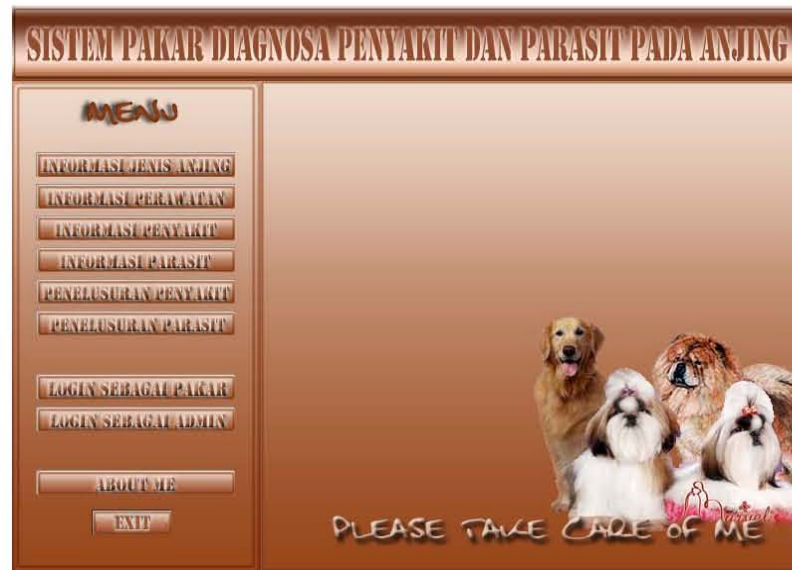 SISTEM PAKAR DIAGNOSA PENYAKIT DAN PARASIT PADA ANJING
MENU
INFORMASI JENIS ANJING
INFORMASI PERAWATAN
INFORMASI PENYAKIT
INFORMASI PARASIT
PENELUSURAN PENYAKIT
PENELUSURAN PARASIT
LOGIN SEBAGAI PAKAR
LOGIN SEBAGAI ADMIN
ABOUT ME
EXIT
PLEASE TAKE CARE OF ME